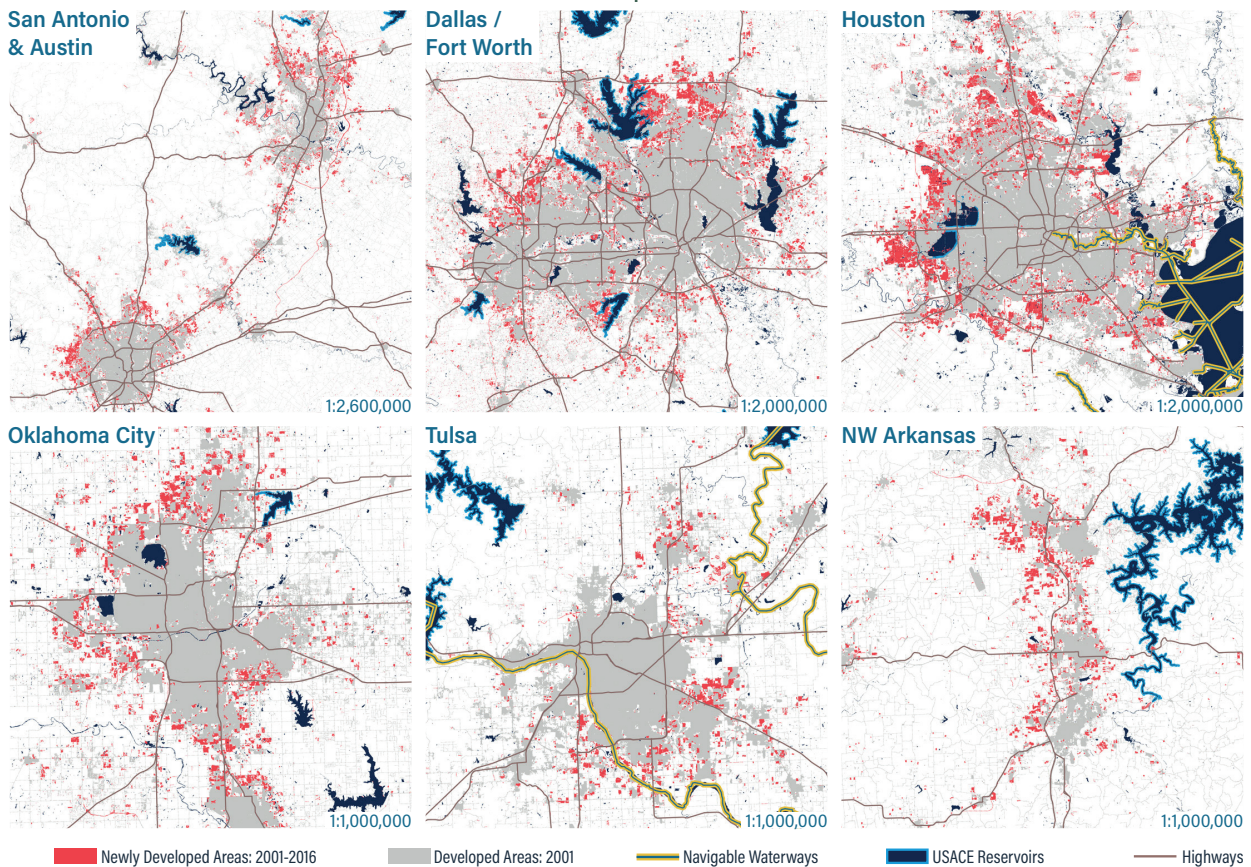 San Antonio
& Austin
Dallas /
Fort Worth
Houston
1:2,600,000
1:2,000,000
1:2,000,000
Oklahoma City
Tulsa
NW Arkansas
1:1,000,000
1:1,000,000
1:1,000,000
Newly Developed Areas: 2001-2016
Developed Areas: 2001
Navigable Waterways
USACE Reservoirs
Highways